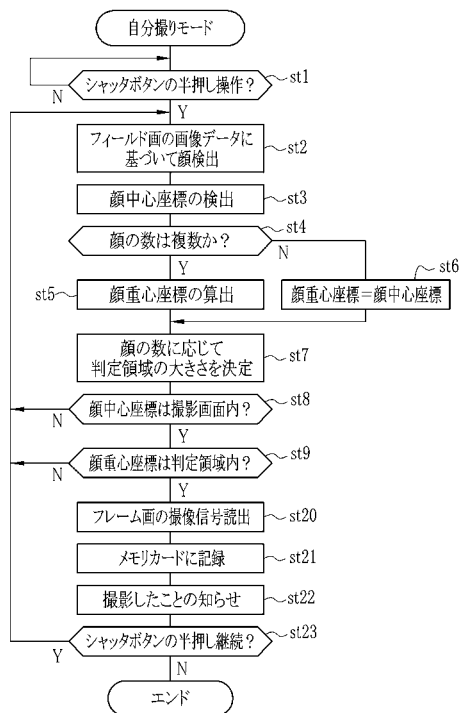 自分撮りモード
シャッタボタンの半押し操作?
st1
N
Y
フィールド画の画像データに
基づいて顔検出
st2
顔中心座標の検出
st3
顔の数は複数か?
st4
N
Y
st5
顔重心座標の算出
st6
顔重心座標=顔中心座標
顔の数に応じて
判定領域の大きさを決定
st7
顔中心座標は撮影画面内?
st8
N
Y
顔重心座標は判定領域内?
st9
N
Y
フレーム画の撮像信号読出
st20
メモリカードに記録
st21
撮影したことの知らせ
st22
シャッタボタンの半押し継続?
st23
Y
N
エンド